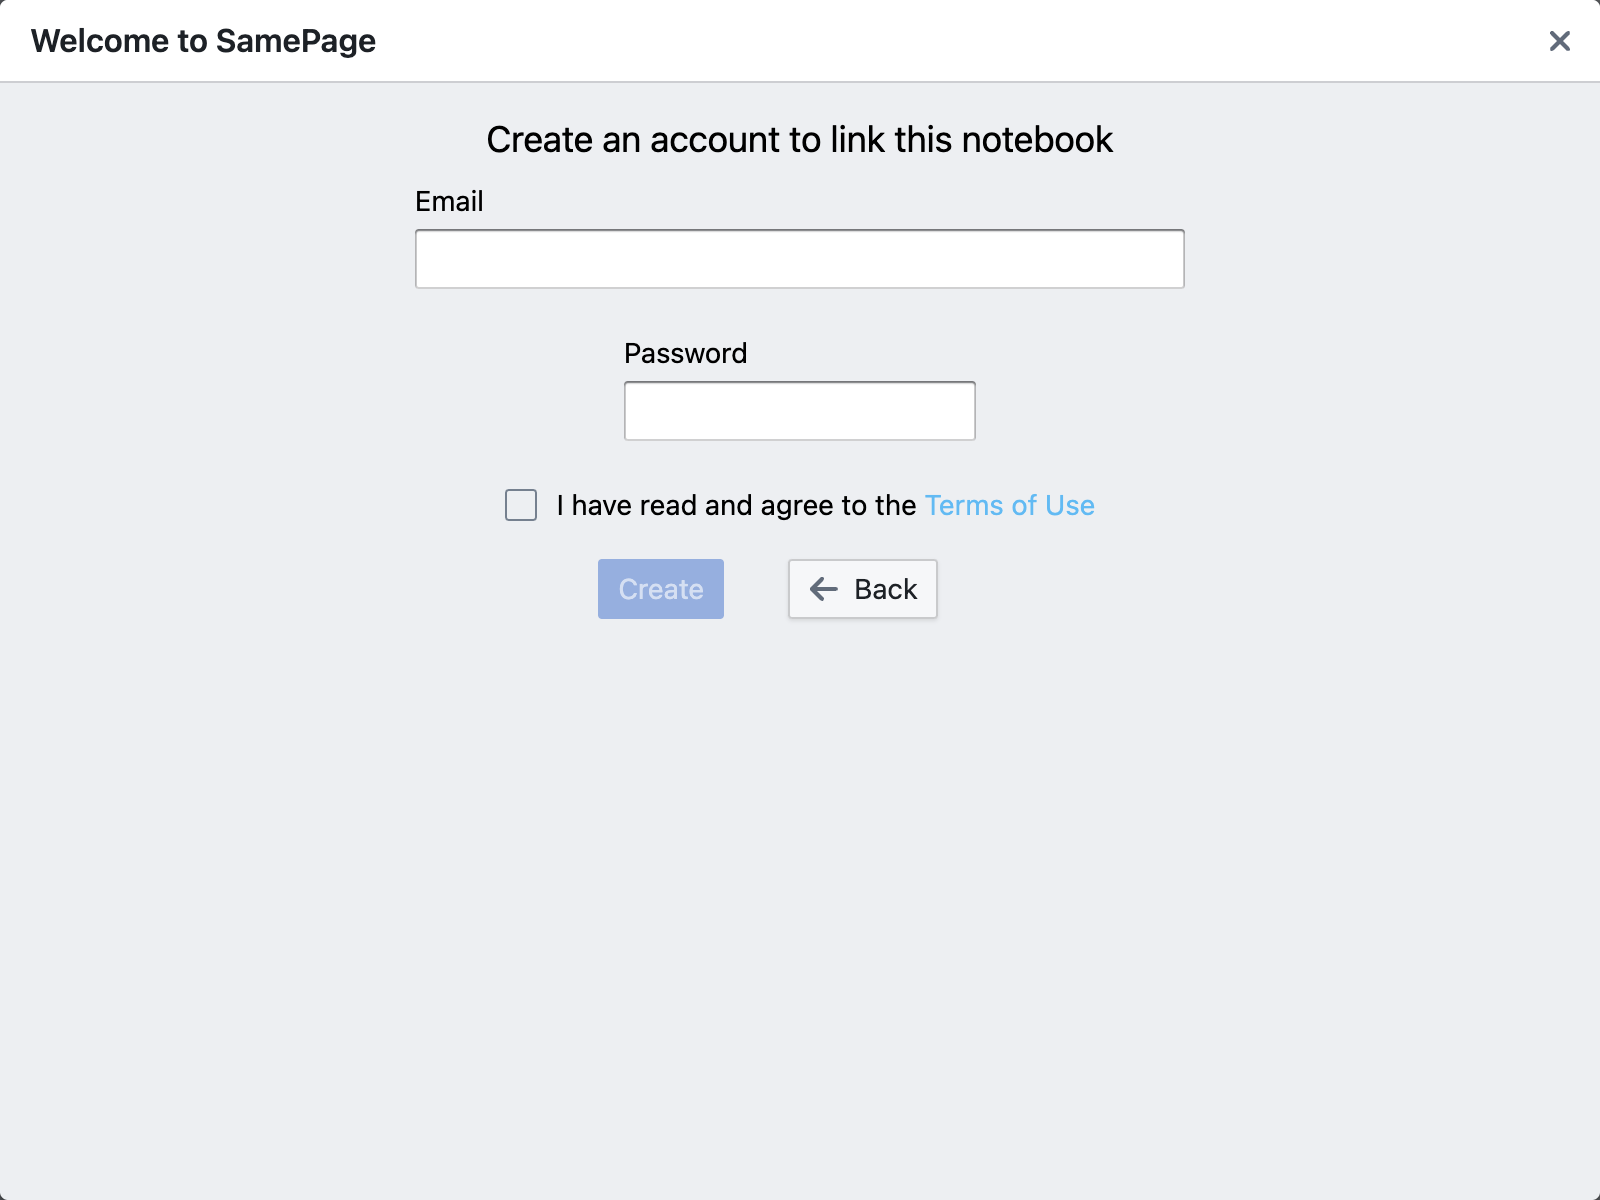 Welcome to SamePage
Create an account to link this notebook
Email
Password
I have read and agree to the Terms of Use
Create
Back